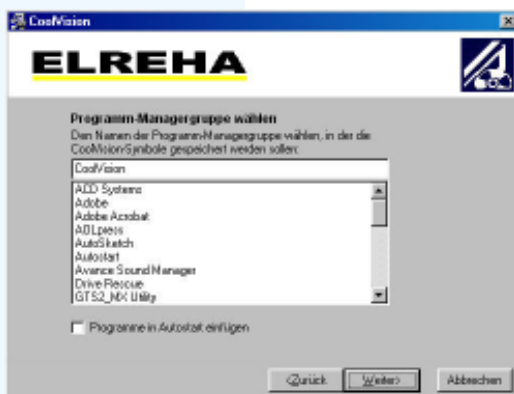 CoolVision
ELREHA
Programm-Managergruppe wählen
Den Namen der Programm-Managergruppe wählen, in der die
CoolVision-Symbole gespeichert werden sollen:
CoolVision
ACD Systems
Adobe
Adobe Acrobat
AOLpress
AutoSketch
Autostart
Avance Sound Manager
Drive Rescue
GTS2_MX Utility
Programme in Autostart einfügen
<Zurück
Weiter>
Abbrechen